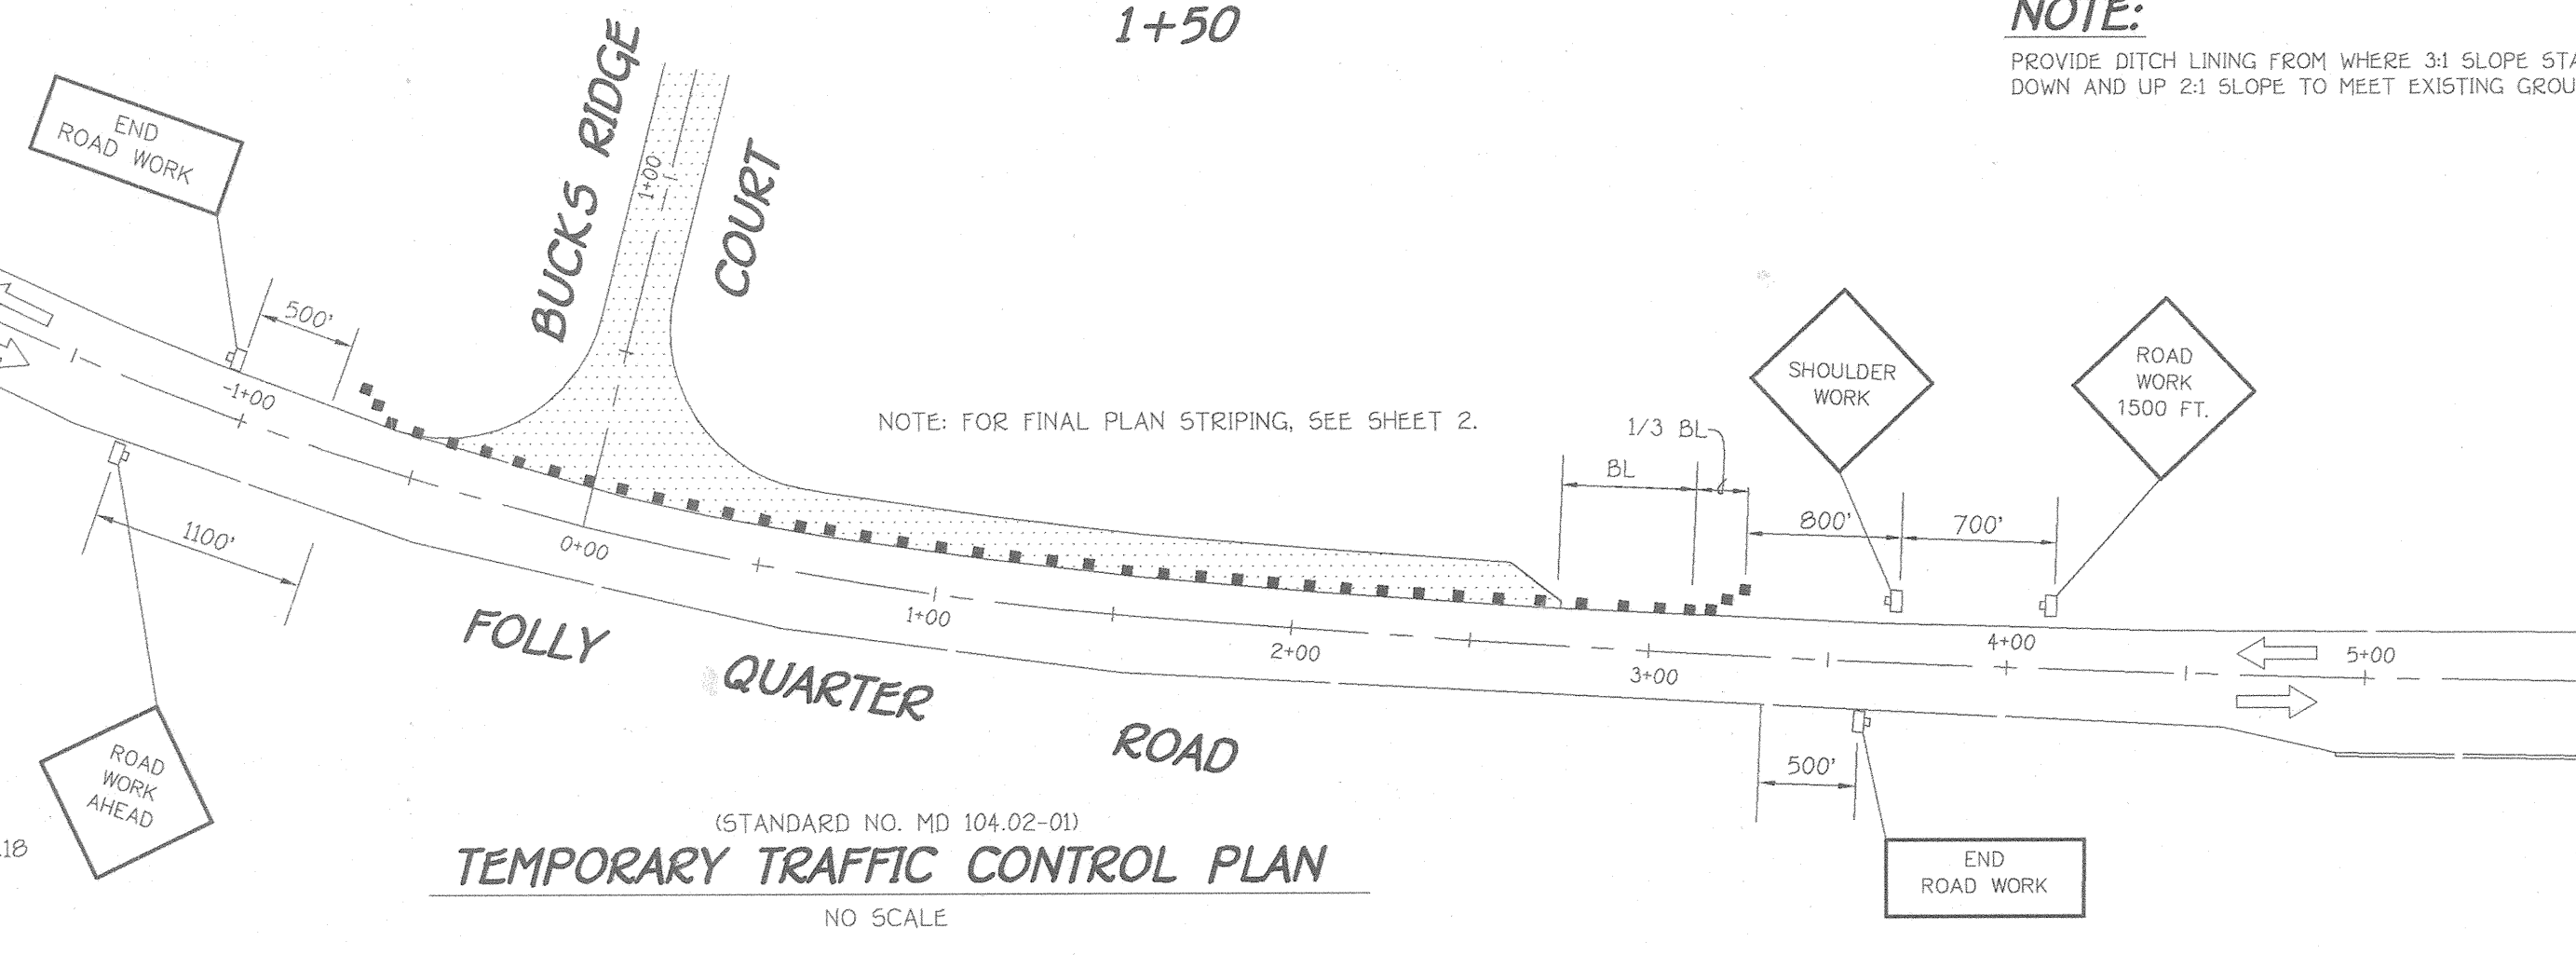 1+50
NOTE:
PROVIDE DITCH LINING FROM WHERE 3:1 SLOPE
DOWN AND UP 2:1 SLOPE TO MEET EXISTING
END
ROAD WORK
BUCKS RIDGE
COURT
1+00
500'
-1+00
1100'
0+00
NOTE: FOR FINAL PLAN STRIPING, SEE SHEET 2.
1/3 BL
BL
SHOULDER
WORK
ROAD
WORK
1500 FT.
800'
700'
1+00
2+00
3+00
4+00
5+00
FOLLY
QUARTER
ROAD
500'
ROAD
WORK
AHEAD
END
ROAD WORK
.18
(STANDARD NO. MD 104.02-01)
TEMPORARY TRAFFIC CONTROL PLAN
NO SCALE